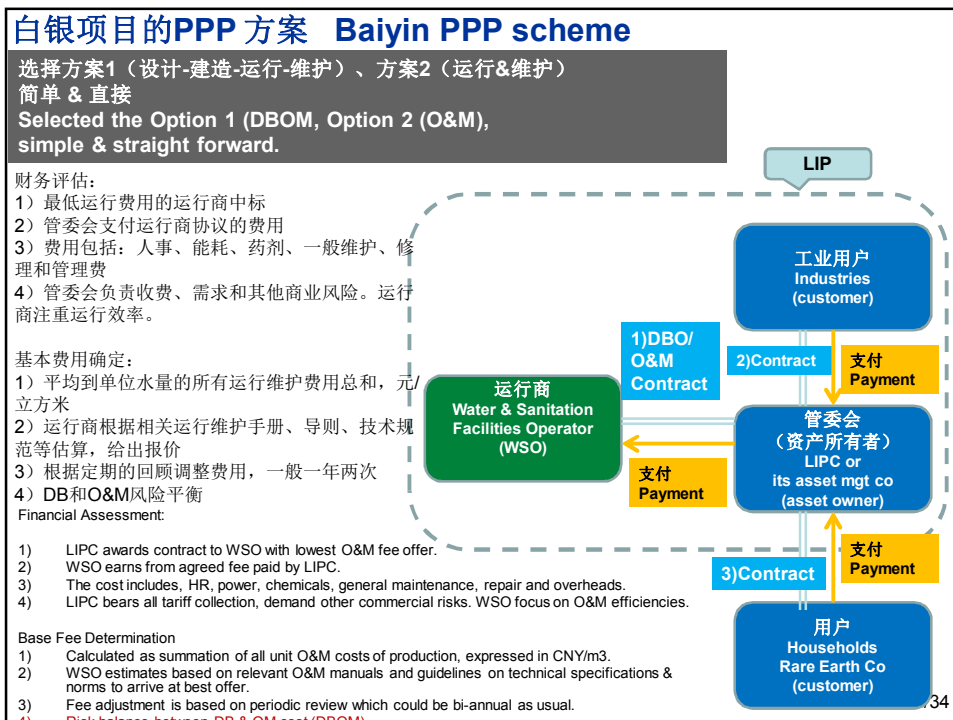 白银项目的PPP 方案 Baiyin PPP scheme
选择方案1（设计-建造-运行-维护）、方案2（运行&维护）
简单 & 直接
Selected the Option 1 (DBOM, Option 2 (O&M),
simple & straight forward.
财务评估：
1）最低运行费用的运行商中标
2）管委会支付运行商协议的费用
3）费用包括：人事、能耗、药剂、一般维护、修
理和管理费
4）管委会负责收费、需求和其他商业风险。运行
商注重运行效率。
基本费用确定：
1）平均到单位水量的所有运行维护费用总和，元/
立方米
2）运行商根据相关运行维护手册、导则、技术规
范等估算，给出报价
3）根据定期的回顾调整费用，一般一年两次
4）DB和O&M风险平衡
Financial Assessment:
1) LIPC awards contract to WSO with lowest O&M fee offer.
2) WSO earns from agreed fee paid by LIPC.
3) The cost includes, HR, power, chemicals, general maintenance, repair and overheads.
4) LIPC bears all tariff collection, demand other commercial risks. WSO focus on O&M efficiencies.
Base Fee Determination
1) Calculated as summation of all unit O&M costs of production, expressed in CNY/m3.
2) WSO estimates based on relevant O&M manuals and guidelines on technical specifications &
norms to arrive at best offer.
3) Fee adjustment is based on periodic review which could be bi-annual as usual.
4) Risk balance between DB & OM cost (DBOM)
LIP
工业用户
Industries
(customer)
1)DBO/
O&M
Contract
2)Contract
支付
Payment
运行商
Water & Sanitation
Facilities Operator
(WSO)
管委会
（资产所有者）
LIPC or
its asset mgt co
(asset owner)
支付
Payment
3)Contract
支付
Payment
用户
Households
Rare Earth Co
(customer)
/34